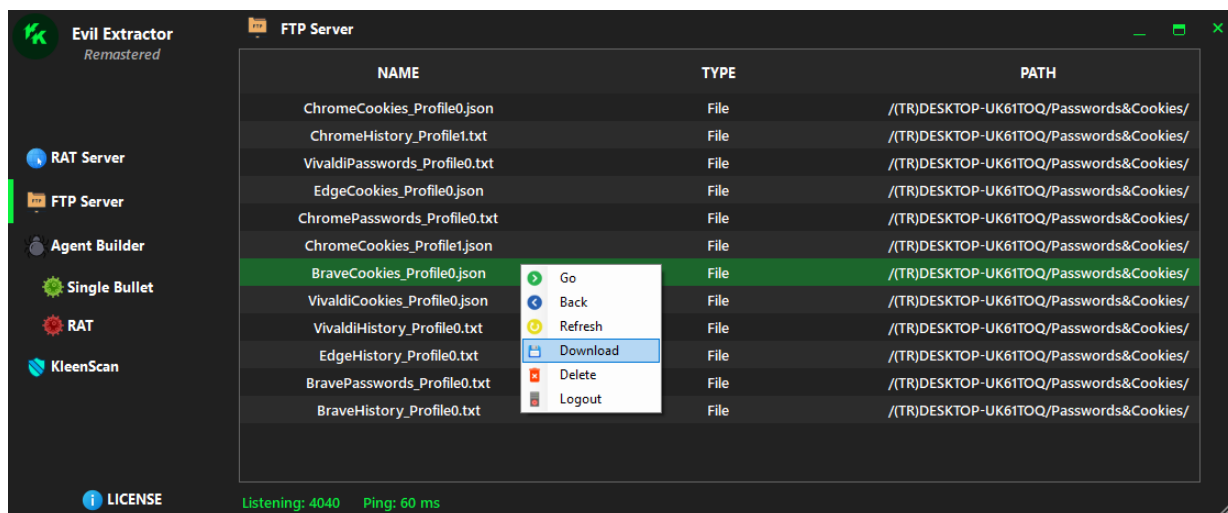 Evil Extractor
Remastered
RAT Server
FTP Server
Agent Builder
Single Bullet
RAT
KleenScan
LICENSE
FTP Server
NAME TYPE PATH
ChromeCookies_Profile0.json File /(TR)DESKTOP-UK61TOQ/Passwords&Cookies/
ChromeHistory_Profile1.txt File /(TR)DESKTOP-UK61TOQ/Passwords&Cookies/
VivaldiPasswords_Profile0.txt File /(TR)DESKTOP-UK61TOQ/Passwords&Cookies/
EdgeCookies_Profile0.json File /(TR)DESKTOP-UK61TOQ/Passwords&Cookies/
ChromePasswords_Profile0.txt File /(TR)DESKTOP-UK61TOQ/Passwords&Cookies/
ChromeCookies_Profile1.json File /(TR)DESKTOP-UK61TOQ/Passwords&Cookies/
BraveCookies_Profile0.json File /(TR)DESKTOP-UK61TOQ/Passwords&Cookies/
VivaldiCookies_Profile0.json File /(TR)DESKTOP-UK61TOQ/Passwords&Cookies/
VivaldiHistory_Profile0.txt File /(TR)DESKTOP-UK61TOQ/Passwords&Cookies/
EdgeHistory_Profile0.txt File /(TR)DESKTOP-UK61TOQ/Passwords&Cookies/
BravePasswords_Profile0.txt File /(TR)DESKTOP-UK61TOQ/Passwords&Cookies/
BraveHistory_Profile0.txt File /(TR)DESKTOP-UK61TOQ/Passwords&Cookies/
Go
Back
Refresh
Download
Delete
Logout
Listening: 4040 Ping: 60 ms